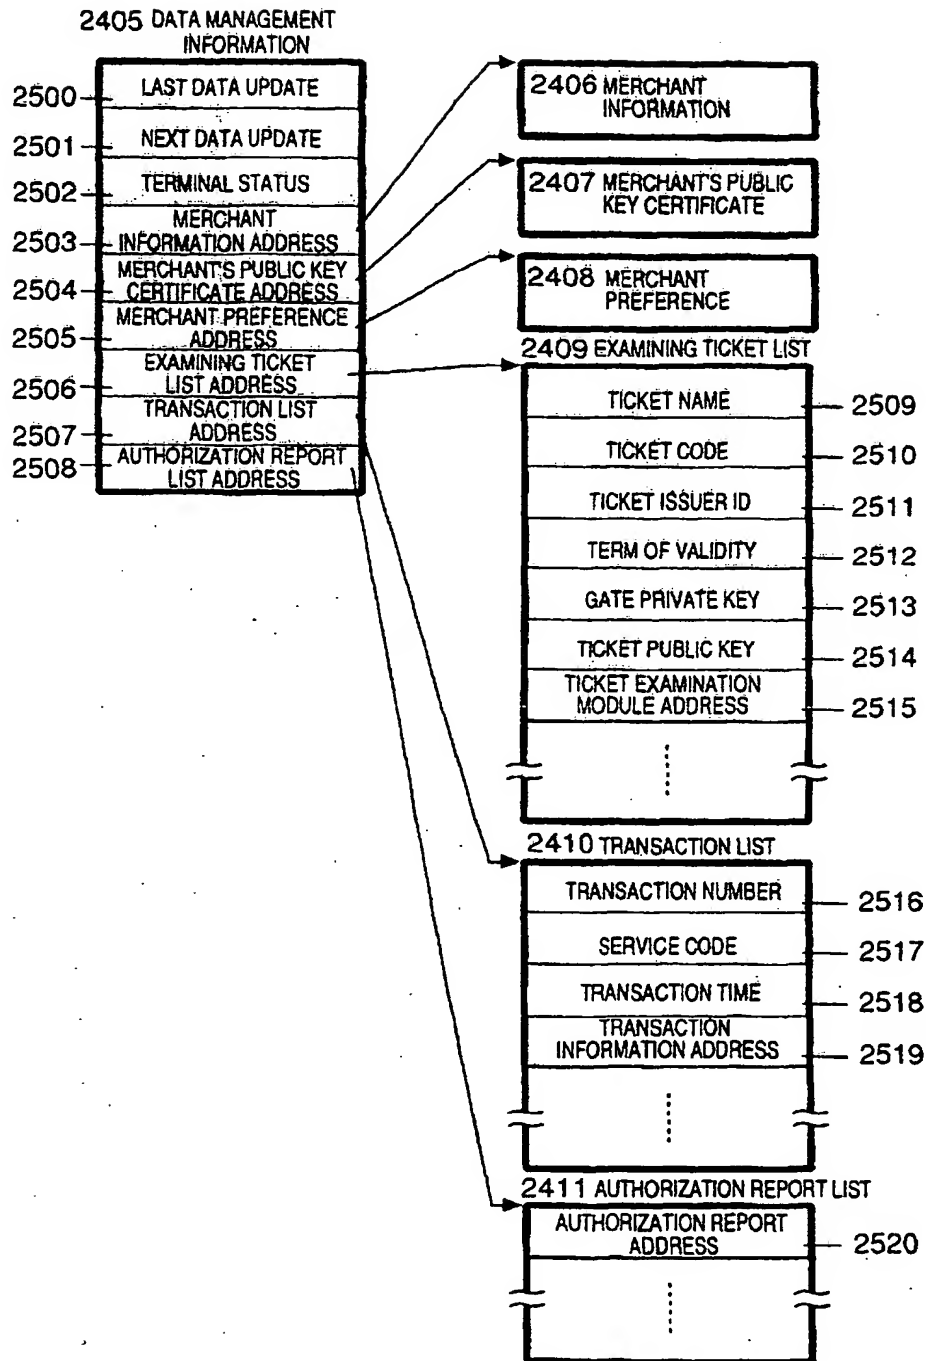 2405 DATA MANAGEMENT
INFORMATION
2500
LAST DATA UPDATE
2501
NEXT DATA UPDATE
2502
TERMINAL STATUS
2503
MERCHANT
INFORMATION ADDRESS
2504
MERCHANT'S PUBLIC KEY
CERTIFICATE ADDRESS
2505
MERCHANT PREFERENCE
ADDRESS
2506
EXAMINING TICKET
LIST ADDRESS
2507
TRANSACTION LIST
ADDRESS
2508
AUTHORIZATION REPORT
LIST ADDRESS
2406 MERCHANT
INFORMATION
2407 MERCHANT'S PUBLIC
KEY CERTIFICATE
2408 MERCHANT
PREFERENCE
2409 EXAMINING TICKET LIST
TICKET NAME
2509
TICKET CODE
2510
TICKET ISSUER ID
2511
TERM OF VALIDITY
2512
GATE PRIVATE KEY
2513
TICKET PUBLIC KEY
2514
TICKET EXAMINATION
MODULE ADDRESS
2515
2410 TRANSACTION LIST
TRANSACTION NUMBER
2516
SERVICE CODE
2517
TRANSACTION TIME
2518
TRANSACTION
INFORMATION ADDRESS
2519
2411 AUTHORIZATION REPORT LIST
AUTHORIZATION REPORT
ADDRESS
2520